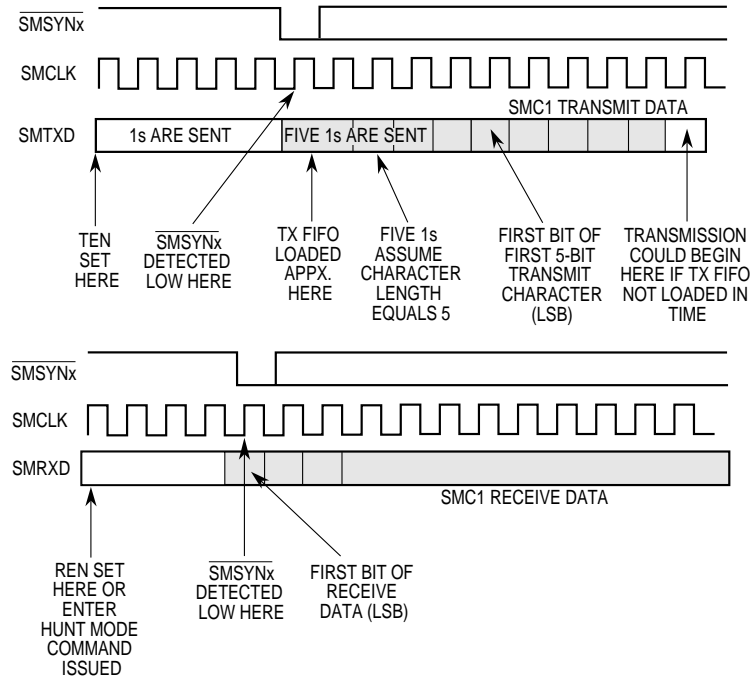 SMSYNx
SMCLK
SMC1 TRANSMIT DATA
SMTXD
1s ARE SENT
FIVE 1s ARE SENT
TEN
SET
HERE
SMSYNx
DETECTED
LOW HERE
TX FIFO
LOADED
APPX.
HERE
FIVE 1s
ASSUME
CHARACTER
LENGTH
EQUALS 5
FIRST BIT OF
FIRST 5-BIT
TRANSMIT
CHARACTER
(LSB)
TRANSMISSION
COULD BEGIN
HERE IF TX FIFO
NOT LOADED IN
TIME
SMSYNx
SMCLK
SMRXD
SMC1 RECEIVE DATA
REN SET
HERE OR
ENTER
HUNT MODE
COMMAND
ISSUED
SMSYNx
DETECTED
LOW HERE
FIRST BIT OF
RECEIVE
DATA (LSB)